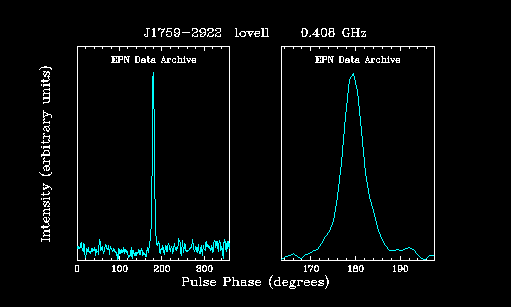 J1759-2922 lovell 0.408 GHz
EPN Data Archive EPN Data Archive
Intensity (arbitrary units)
0 100 200 300 170 180 190
Pulse Phase (degrees)